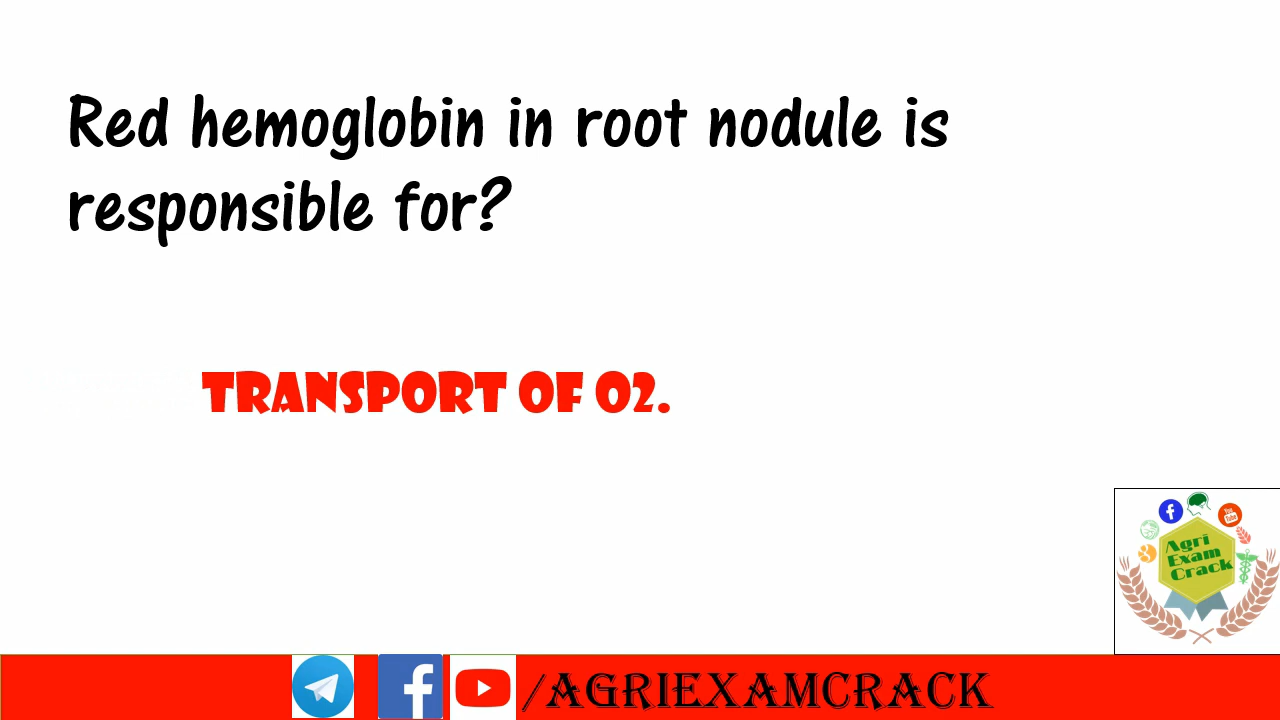 Red hemoglobin in root nodule is
responsible for?
TRANSPORT OF O2.
Agri
Exam
Crack
/AGRIEXAMCRACK